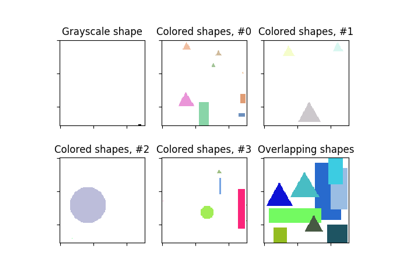 Grayscale shape
Colored shapes, #0
Colored shapes, #1
Colored shapes, #2
Colored shapes, #3
Overlapping shapes